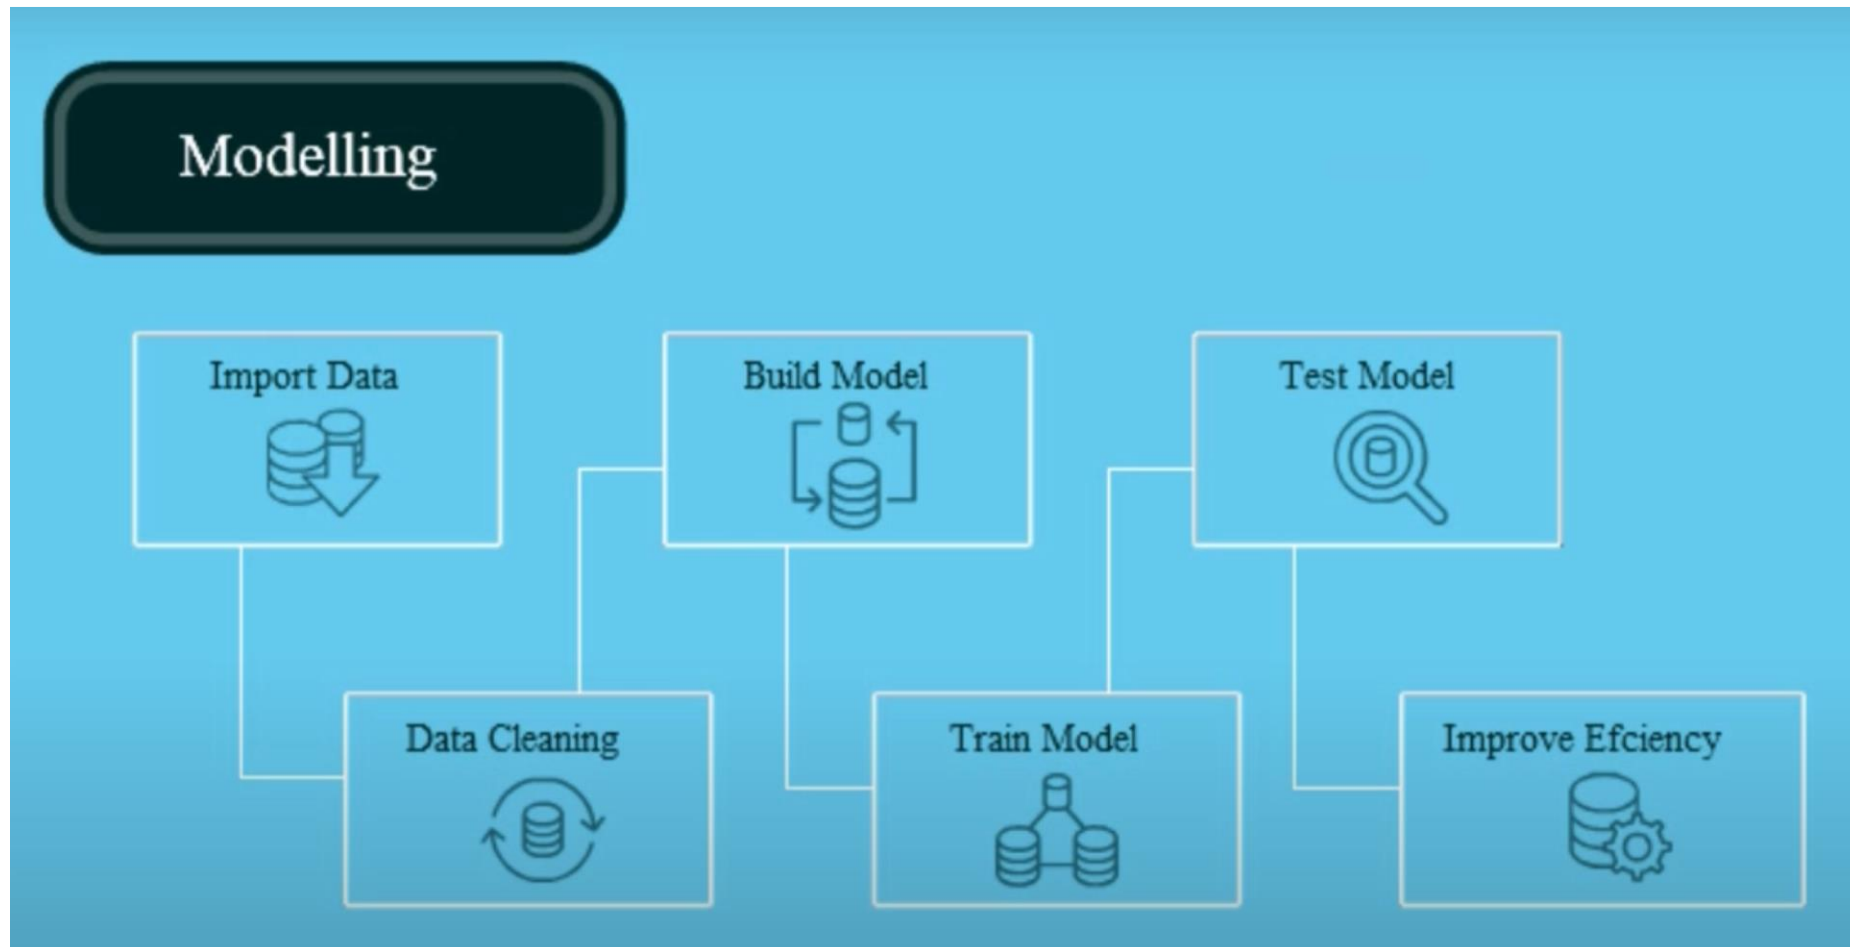 Modelling
Import Data
Data Cleaning
Build Model
Train Model
Test Model
Improve Efciency